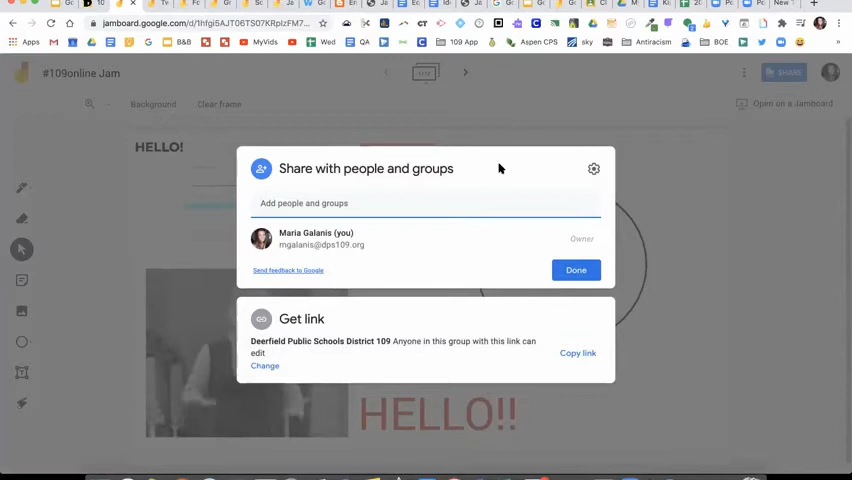 jamboard.google.com/d/1hfgi5AJT06TS07KRpIzFM7...
Apps
B&B
MyVids
Wed
QA
109 App
Aspen CPS
sky
Antiracism
BOE
#109online Jam
SHARE
Background
Clear frame
Open on a Jamboard
HELLO!
Share with people and groups
Add people and groups
Maria Galanis (you)
mgalanis@dps109.org
Owner
Send feedback to Google
Done
Get link
Deerfield Public Schools District 109 Anyone in this group with this link can
edit
Copy link
Change
HELLO!!